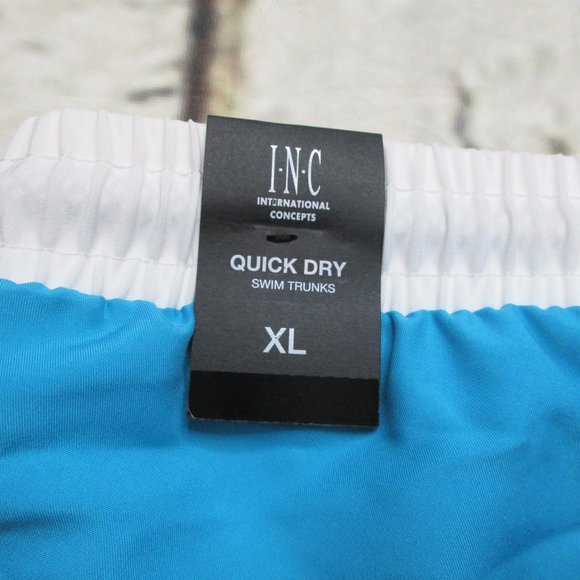 I·N·C
INTERNATIONAL
CONCEPTS
QUICK DRY
SWIM TRUNKS
XL